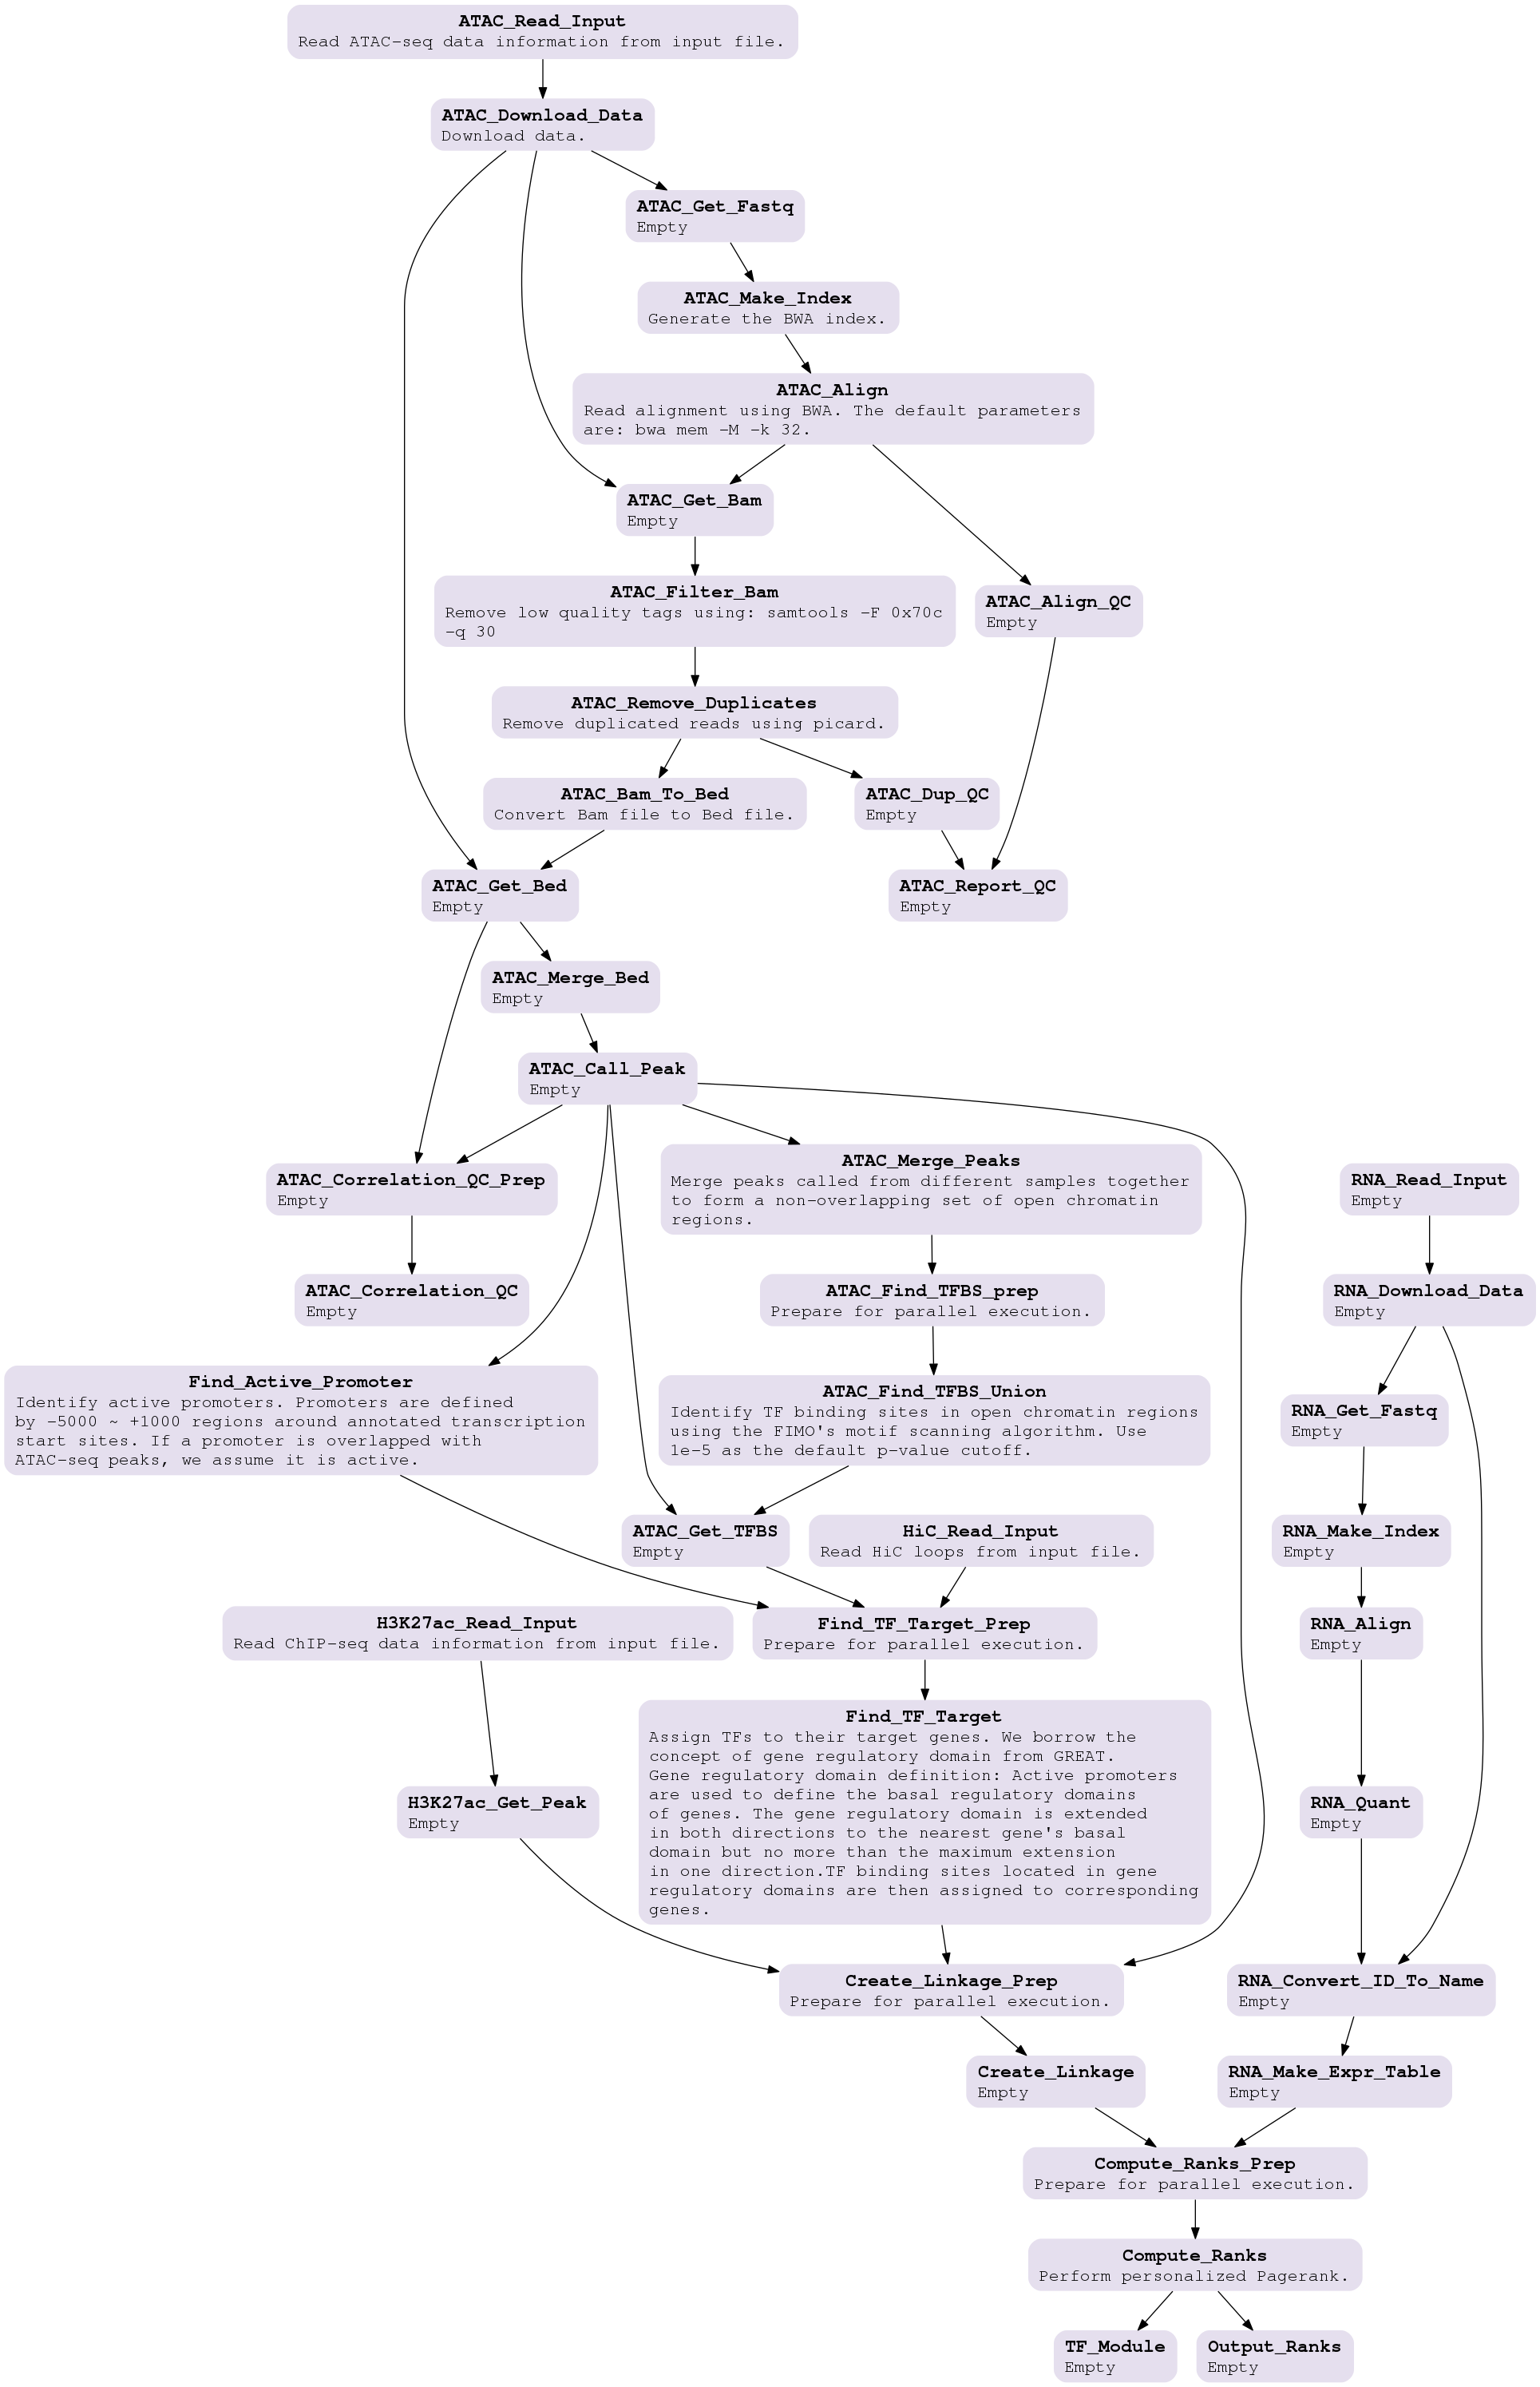 ATAC_Read_Input
Read ATAC-seq data information from input file.
ATAC_Download_Data
Download data.
ATAC_Get_Fastq
Empty
ATAC_Make_Index
Generate the BWA index.
ATAC_Align
Read alignment using BWA. The default parameters
are: bwa mem -M -k 32.
ATAC_Get_Bam
Empty
ATAC_Filter_Bam
Remove low quality tags using: samtools -F 0x70c
-q 30
ATAC_Align_QC
Empty
ATAC_Remove_Duplicates
Remove duplicated reads using picard.
ATAC_Bam_To_Bed
Convert Bam file to Bed file.
ATAC_Dup_QC
Empty
ATAC_Get_Bed
Empty
ATAC_Report_QC
Empty
ATAC_Merge_Bed
Empty
ATAC_Call_Peak
Empty
ATAC_Correlation_QC_Prep
Empty
ATAC_Merge_Peaks
Merge peaks called from different samples together
to form a non-overlapping set of open chromatin
regions.
RNA_Read_Input
Empty
ATAC_Correlation_QC
Empty
ATAC_Find_TFBS_prep
Prepare for parallel execution.
RNA_Download_Data
Empty
Find_Active_Promoter
Identify active promoters. Promoters are defined
by -5000 ~ +1000 regions around annotated transcription
start sites. If a promoter is overlapped with
ATAC-seq peaks, we assume it is active.
ATAC_Find_TFBS_Union
Identify TF binding sites in open chromatin regions
using the FIMO's motif scanning algorithm. Use
1e-5 as the default p-value cutoff.
RNA_Get_Fastq
Empty
ATAC_Get_TFBS
Empty
HiC_Read_Input
Read HiC loops from input file.
RNA_Make_Index
Empty
H3K27ac_Read_Input
Read ChIP-seq data information from input file.
Find_TF_Target_Prep
Prepare for parallel execution.
RNA_Align
Empty
Find_TF_Target
Assign TFs to their target genes. We borrow the
concept of gene regulatory domain from GREAT.
Gene regulatory domain definition: Active promoters
are used to define the basal regulatory domains
of genes. The gene regulatory domain is extended
in both directions to the nearest gene's basal
domain but no more than the maximum extension
in one direction.TF binding sites located in gene
regulatory domains are then assigned to corresponding
genes.
H3K27ac_Get_Peak
Empty
RNA_Quant
Empty
Create_Linkage_Prep
Prepare for parallel execution.
RNA_Convert_ID_To_Name
Empty
Create_Linkage
Empty
RNA_Make_Expr_Table
Empty
Compute_Ranks_Prep
Prepare for parallel execution.
Compute_Ranks
Perform personalized Pagerank.
TF_Module
Empty
Output_Ranks
Empty